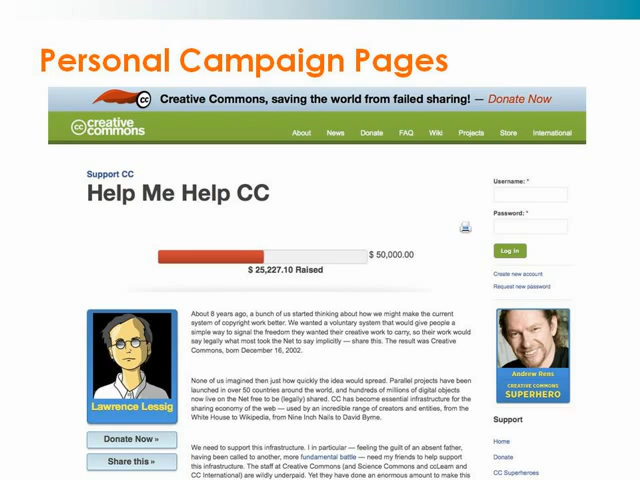 Personal Campaign Pages
Creative Commons, saving the world from failed sharing! — Donate Now
cc creative commons
About News Donate FAQ Wiki Projects Store International
Support CC
Help Me Help CC
$ 50,000.00
$ 25,227.10 Raised
About 8 years ago, a bunch of us started thinking about how we might make the current
system of copyright work better. We wanted a voluntary system that would give people a
simple way to signal the freedom they wanted their creative work to carry, so their work would
say legally what most took the Net to say implicitly — share this. The result was Creative
Commons, born December 16, 2002.
None of us imagined then just how quickly the idea would spread. Parallel projects have been
launched in over 50 countries around the world, and hundreds of millions of digital objects
now live on the Net free to be (legally) shared. CC has become essential infrastructure for the
sharing economy of the web — used by an incredible range of creators and entities, from the
White House to Wikipedia, from Nine Inch Nails to David Byrne.
We need to support this infrastructure. I in particular — feeling the guilt of an absent father,
having been called to another, more fundamental battle — need my friends to help support
this infrastructure. The staff at Creative Commons (and Science Commons and ccLearn and
CC International) are wildly underpaid. Yet they have done an enormous amount to make this
Lawrence Lessig
Donate Now »
Share this »
Username: *
Password: *
Log in
Create new account
Request new password
Andrew Rens
CREATIVE COMMONS
SUPERHERO
Support
Home
Donate
CC Superheroes